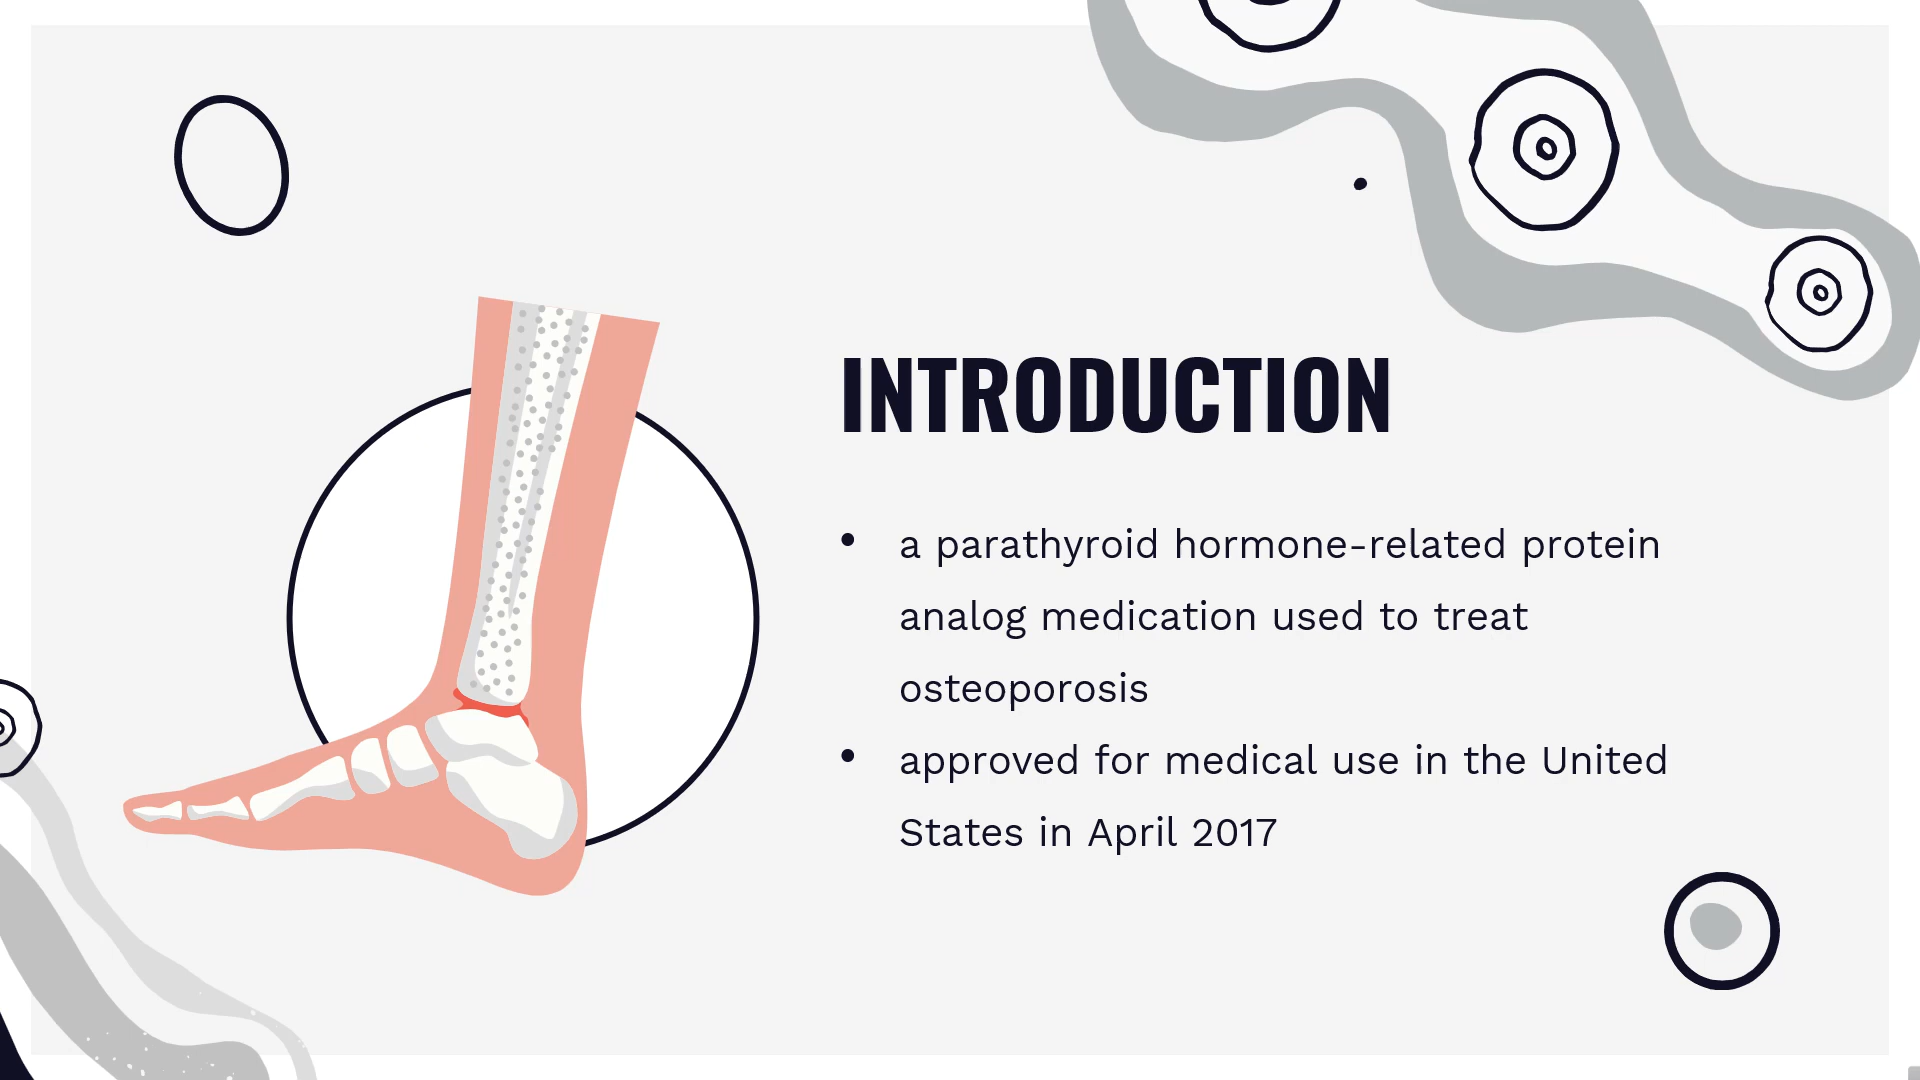 INTRODUCTION
• a parathyroid hormone-related protein
analog medication used to treat
osteoporosis
• approved for medical use in the United
States in April 2017